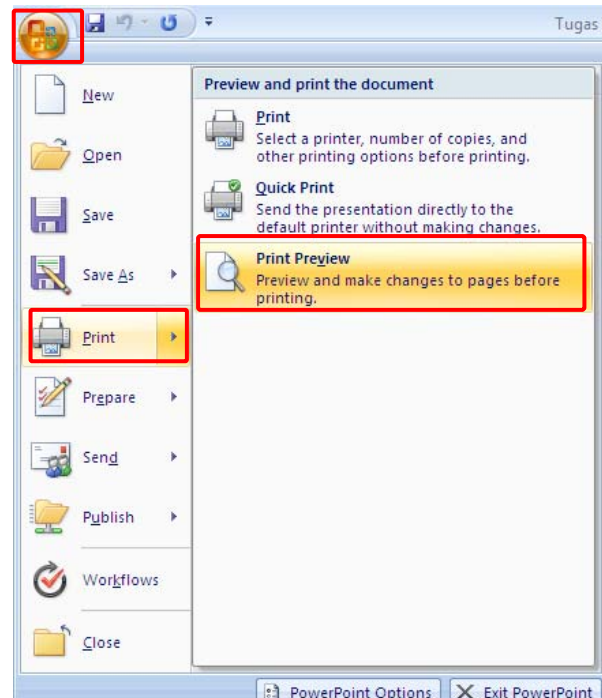 Tugas
New
Open
Save
Save As
Print
Prepare
Send
Publish
Workflows
Close
Preview and print the document
Print
Select a printer, number of copies, and
other printing options before printing.
Quick Print
Send the presentation directly to the
default printer without making changes.
Print Preview
Preview and make changes to pages before
printing.
PowerPoint Options
Exit PowerPoint